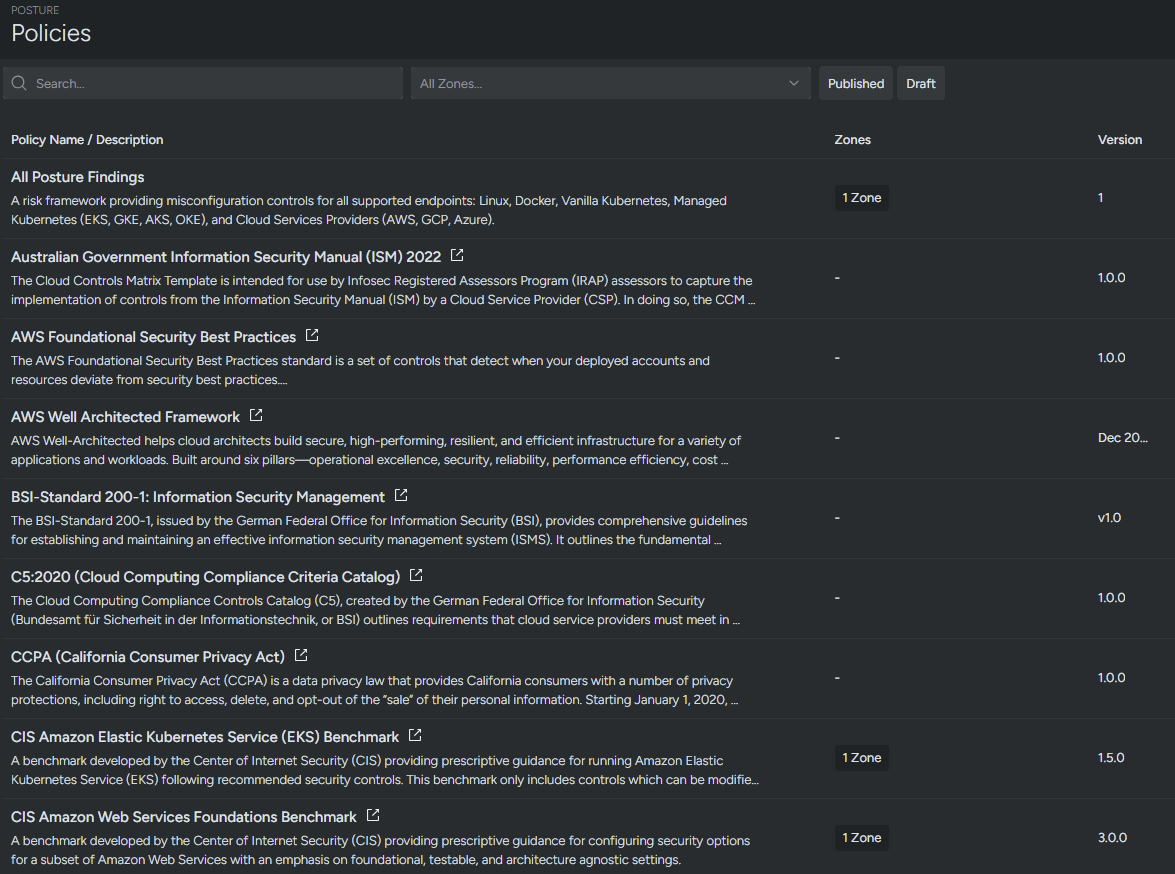 POSTURE
Policies
Search...
All Zones...
Published
Draft
Policy Name / Description
Zones
Version
All Posture Findings
A risk framework providing misconfiguration controls for all supported endpoints: Linux, Docker, Vanilla Kubernetes, Managed
Kubernetes (EKS, GKE, AKS, OKE), and Cloud Services Providers (AWS, GCP, Azure).
1 Zone
1
Australian Government Information Security Manual (ISM) 2022
The Cloud Controls Matrix Template is intended for use by Infosec Registered Assessors Program (IRAP) assessors to capture the
implementation of controls from the Information Security Manual (ISM) by a Cloud Service Provider (CSP). In doing so, the CCM ...
-
1.0.0
AWS Foundational Security Best Practices
The AWS Foundational Security Best Practices standard is a set of controls that detect when your deployed accounts and
resources deviate from security best practices....
-
1.0.0
AWS Well Architected Framework
AWS Well-Architected helps cloud architects build secure, high-performing, resilient, and efficient infrastructure for a variety of
applications and workloads. Built around six pillars—operational excellence, security, reliability, performance efficiency, cost ...
-
Dec 20...
BSI-Standard 200-1: Information Security Management
The BSI-Standard 200-1, issued by the German Federal Office for Information Security (BSI), provides comprehensive guidelines
for establishing and maintaining an effective information security management system (ISMS). It outlines the fundamental ...
-
v1.0
C5:2020 (Cloud Computing Compliance Criteria Catalog)
The Cloud Computing Compliance Controls Catalog (C5), created by the German Federal Office for Information Security
(Bundesamt für Sicherheit in der Informationstechnik, or BSI) outlines requirements that cloud service providers must meet in ...
-
1.0.0
CCPA (California Consumer Privacy Act)
The California Consumer Privacy Act (CCPA) is a data privacy law that provides California consumers with a number of privacy
protections, including right to access, delete, and opt-out of the “sale” of their personal information. Starting January 1, 2020, ...
-
1.0.0
CIS Amazon Elastic Kubernetes Service (EKS) Benchmark
A benchmark developed by the Center of Internet Security (CIS) providing prescriptive guidance for running Amazon Elastic
Kubernetes Service (EKS) following recommended security controls. This benchmark only includes controls which can be modifie...
1 Zone
1.5.0
CIS Amazon Web Services Foundations Benchmark
A benchmark developed by the Center of Internet Security (CIS) providing prescriptive guidance for configuring security options
for a subset of Amazon Web Services with an emphasis on foundational, testable, and architecture agnostic settings.
1 Zone
3.0.0